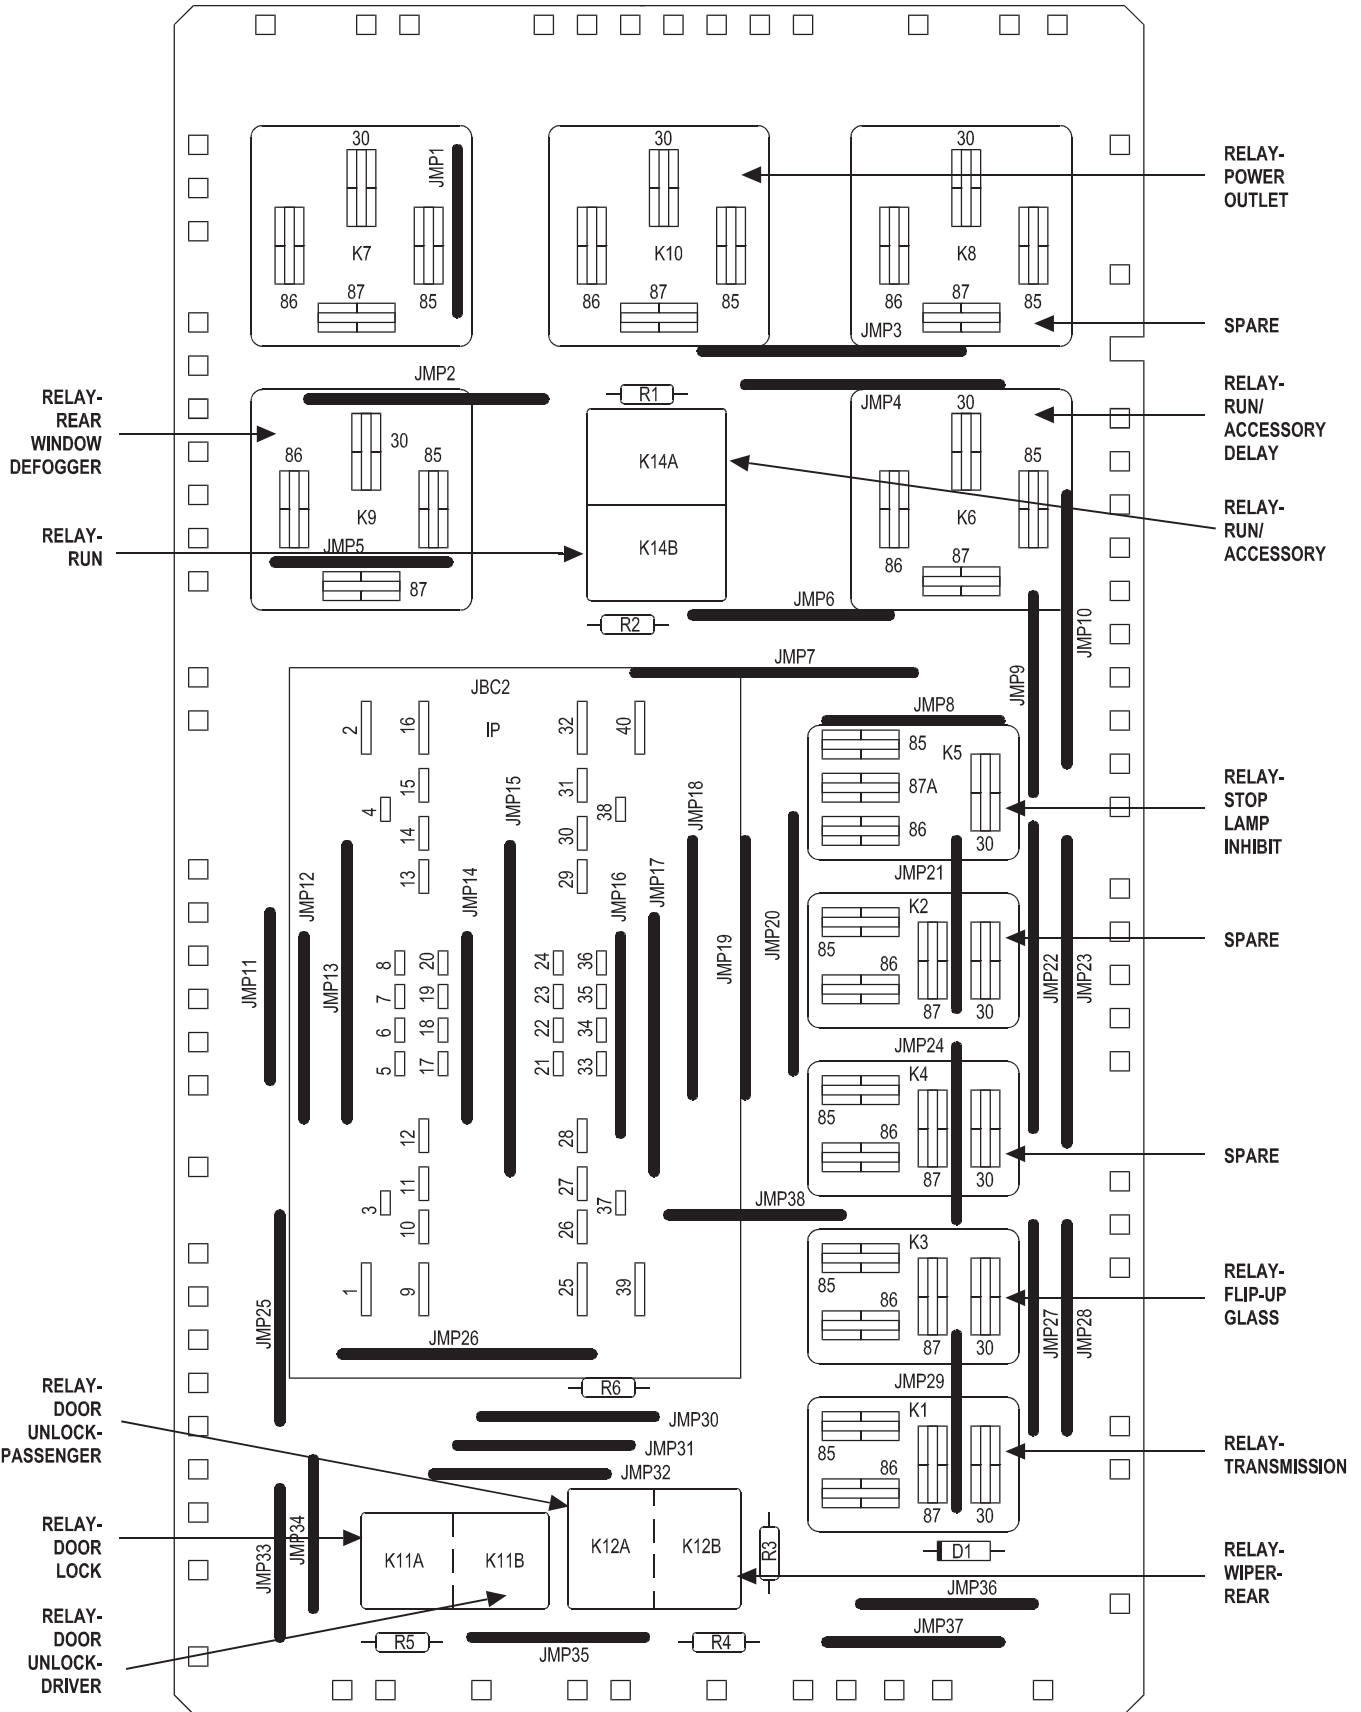 30
JMP1
K7
86
87
85
30
K10
86
87
85
30
K8
86
87
85
RELAY-
POWER
OUTLET
SPARE
JMP3
JMP2
R1
JMP4
RELAY-
REAR
WINDOW
DEFOGGER
86
30
85
K9
JMP5
87
K14A
K14B
30
85
K6
86
87
RELAY-
RUN/
ACCESSORY
DELAY
RELAY-
RUN/
ACCESSORY
RELAY-
RUN
R2
JMP6
JMP7
JMP8
JMP9
JMP10
JBC2
IP
2
16
32
40
15
31
4
38
14
30
13
29
JMP15
JMP18
JMP12
JMP13
JMP14
JMP16
JMP17
JMP11
JMP19
JMP20
8
20
24
36
7
19
23
35
6
18
22
34
5
17
21
33
12
28
11
27
3
37
10
26
1
9
25
39
85
K5
87A
86
30
RELAY-
STOP
LAMP
INHIBIT
JMP21
K2
85
86
87
30
SPARE
JMP22
JMP23
JMP24
K4
85
86
87
30
SPARE
JMP38
K3
85
86
87
30
RELAY-
FLIP-UP
GLASS
JMP27
JMP28
JMP25
JMP26
R6
JMP29
K1
85
86
87
30
RELAY-
TRANSMISSION
RELAY-
DOOR
UNLOCK-
PASSENGER
JMP30
JMP31
JMP32
RELAY-
DOOR
LOCK
JMP33
JMP34
K11A
K11B
K12A
K12B
R3
D1
RELAY-
WIPER-
REAR
JMP36
JMP37
RELAY-
DOOR
UNLOCK-
DRIVER
R5
JMP35
R4